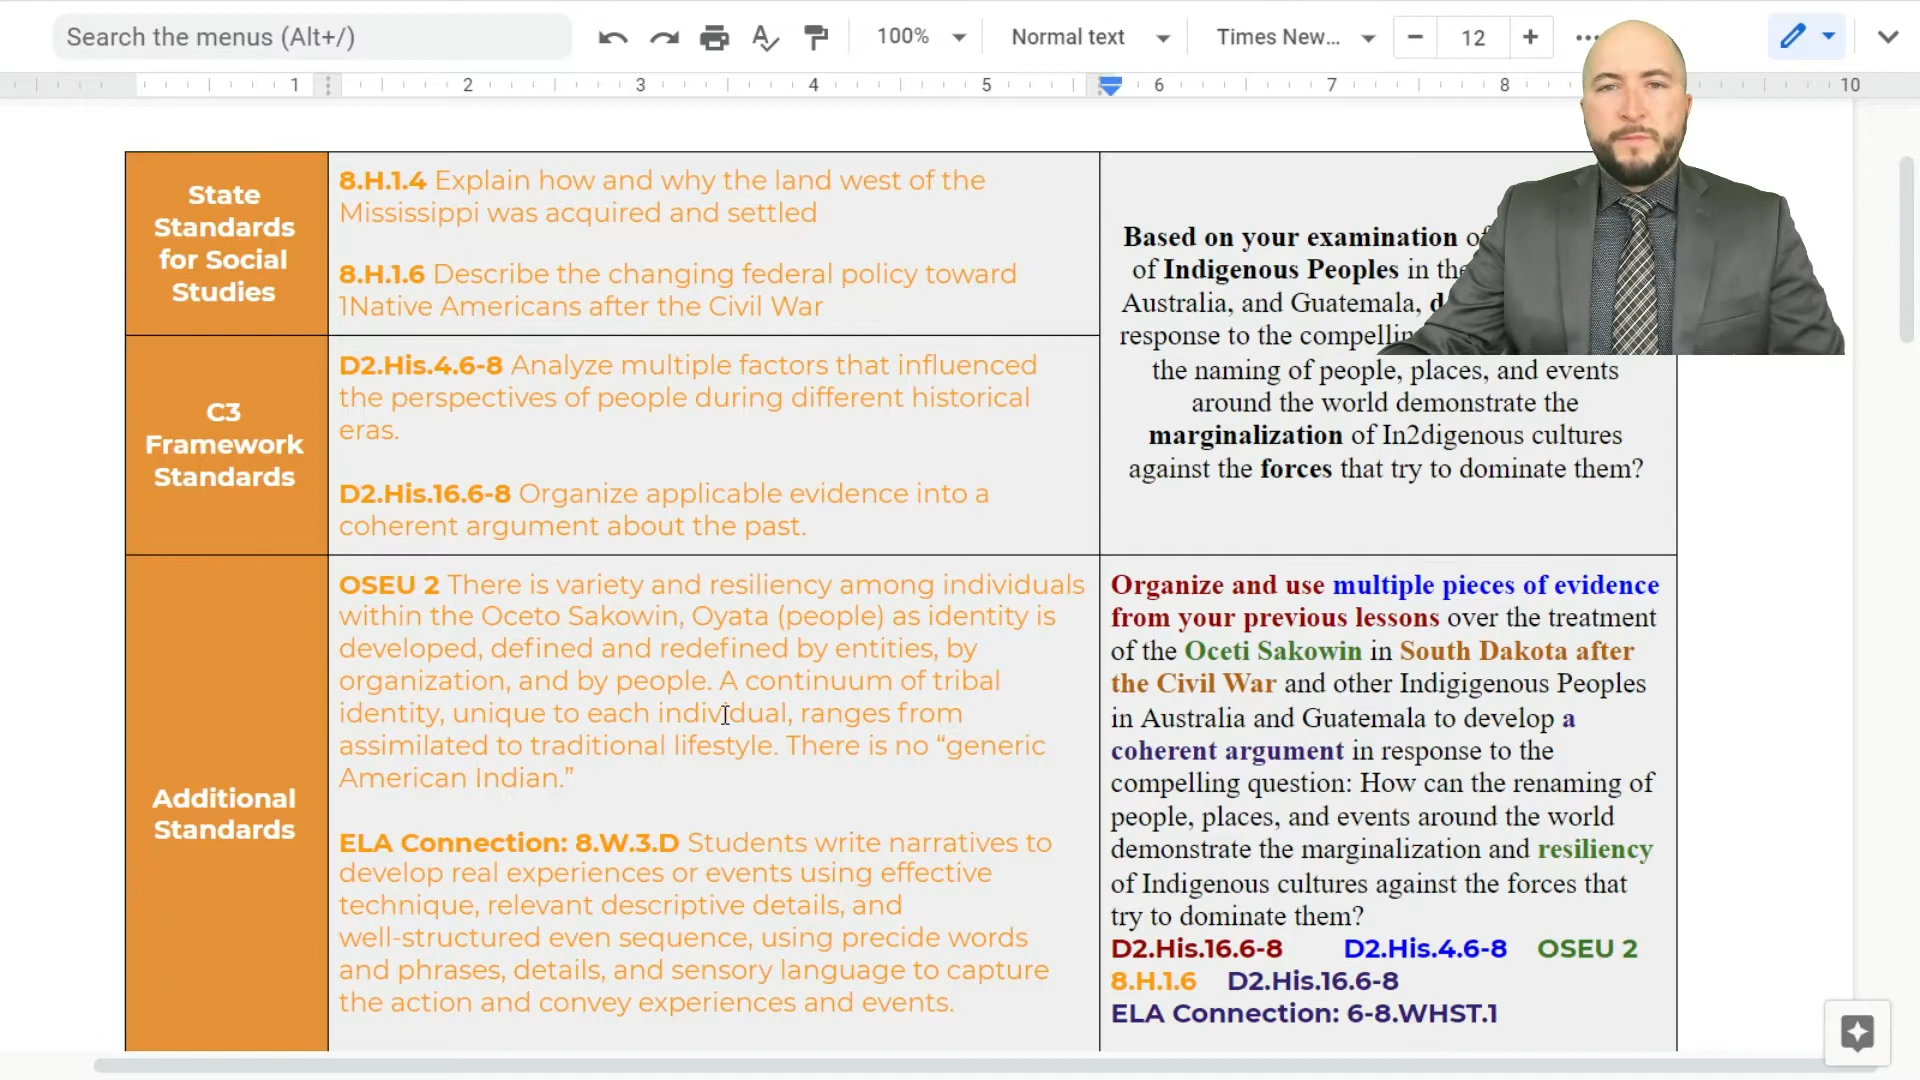 Search the menus (Alt+/)
100%
Normal text
Times New...
12
1 2 3 4 5 6 7 8 10
State
Standards
for Social
Studies
8.H.1.4 Explain how and why the land west of the
Mississippi was acquired and settled
8.H.1.6 Describe the changing federal policy toward
1Native Americans after the Civil War
Based on your examination of
of Indigenous Peoples in the
Australia, and Guatemala,
response to the
the naming of people, places, and events
around the world demonstrate the
marginalization of In2digenous cultures
against the forces that try to dominate them?
C3
Framework
Standards
D2.His.4.6-8 Analyze multiple factors that influenced
the perspectives of people during different historical
eras.
D2.His.16.6-8 Organize applicable evidence into a
coherent argument about the past.
Additional
Standards
OSEU 2 There is variety and resiliency among individuals
within the Oceto Sakowin, Oyata (people) as identity is
developed, defined and redefined by entities, by
organization, and by people. A continuum of tribal
identity, unique to each individual, ranges from
assimilated to traditional lifestyle. There is no “generic
American Indian.”
ELA Connection: 8.W.3.D Students write narratives to
develop real experiences or events using effective
technique, relevant descriptive details, and
well-structured even sequence, using precide words
and phrases, details, and sensory language to capture
the action and convey experiences and events.
Organize and use multiple pieces of evidence
from your previous lessons over the treatment
of the Oceti Sakowin in South Dakota after
the Civil War and other Indigigenous Peoples
in Australia and Guatemala to develop a
coherent argument in response to the
compelling question: How can the renaming of
people, places, and events around the world
demonstrate the marginalization and resiliency
of Indigenous cultures against the forces that
try to dominate them?
D2.His.16.6-8 D2.His.4.6-8 OSEU 2
8.H.1.6 D2.His.16.6-8
ELA Connection: 6-8.WHST.1